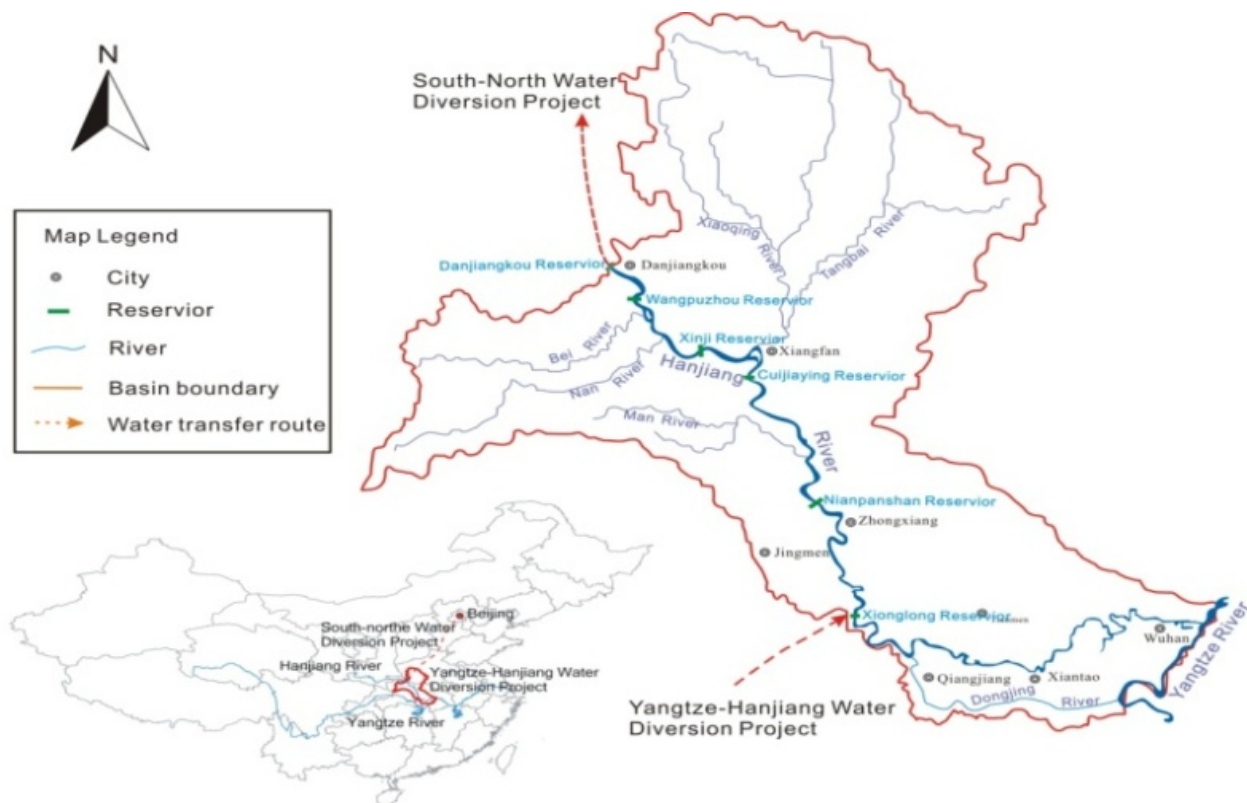 N
South-North Water
Diversion Project
Map Legend
City
Reservior
River
Basin boundary
Water transfer route
Xiaoqing River
Tangbai River
Danjiangkou Reservior
Danjiangkou
Wangpuzhou Reservior
Xinji Reservier
Xiangfan
Bei River
Hanjiang
Cuijiaying Reservior
Nan River
Man River
River
Nianpanshan Reservior
Zhongxiang
Jingmen
Xionglong Reservior
Wuhan
Qiangjiang
Xiantao
Dongjing River
Yangtze River
Yangtze-Hanjiang Water
Diversion Project
Beijing
South-northe Water
Diversion Project
Hanjiang River
Yangtze-Hanjiang Water
Diversion Project
Yangtze River